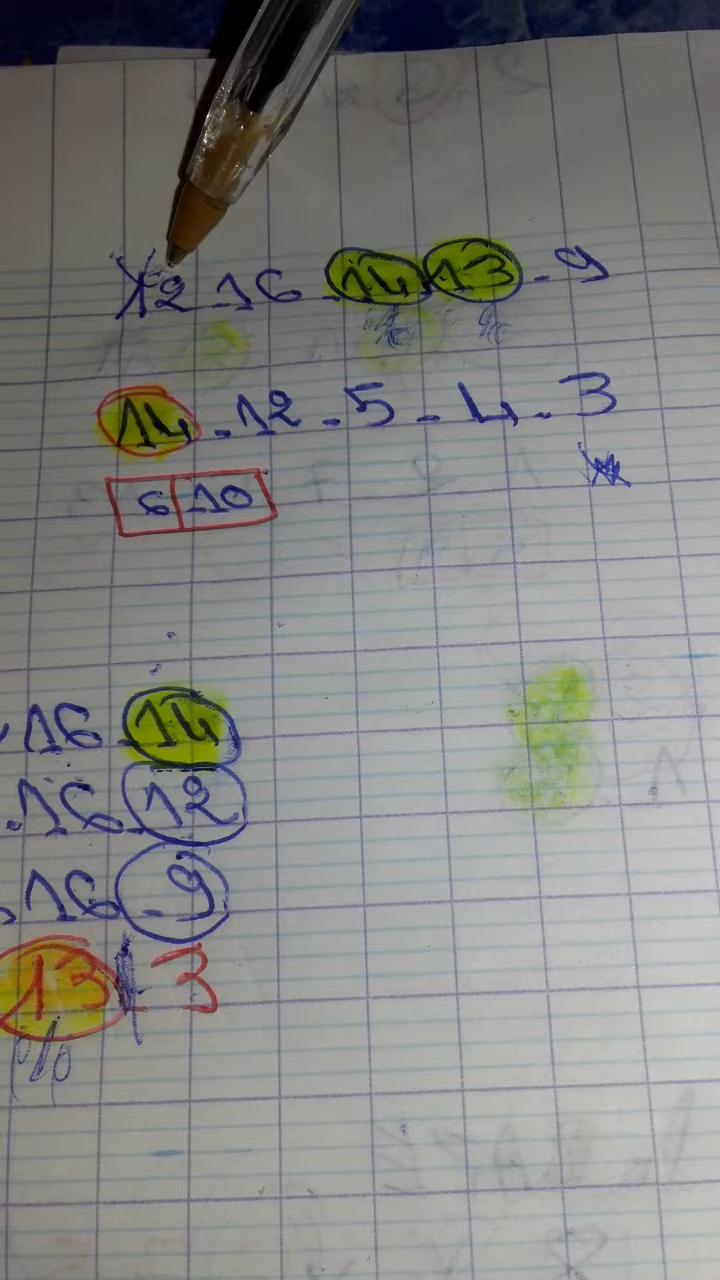 2 16 . 14 13 . 9
% %
14 . 12 . 5 - 4 . 3
6 10
16 . 14
. 16 . 12
. 16 . 9
13 3
%